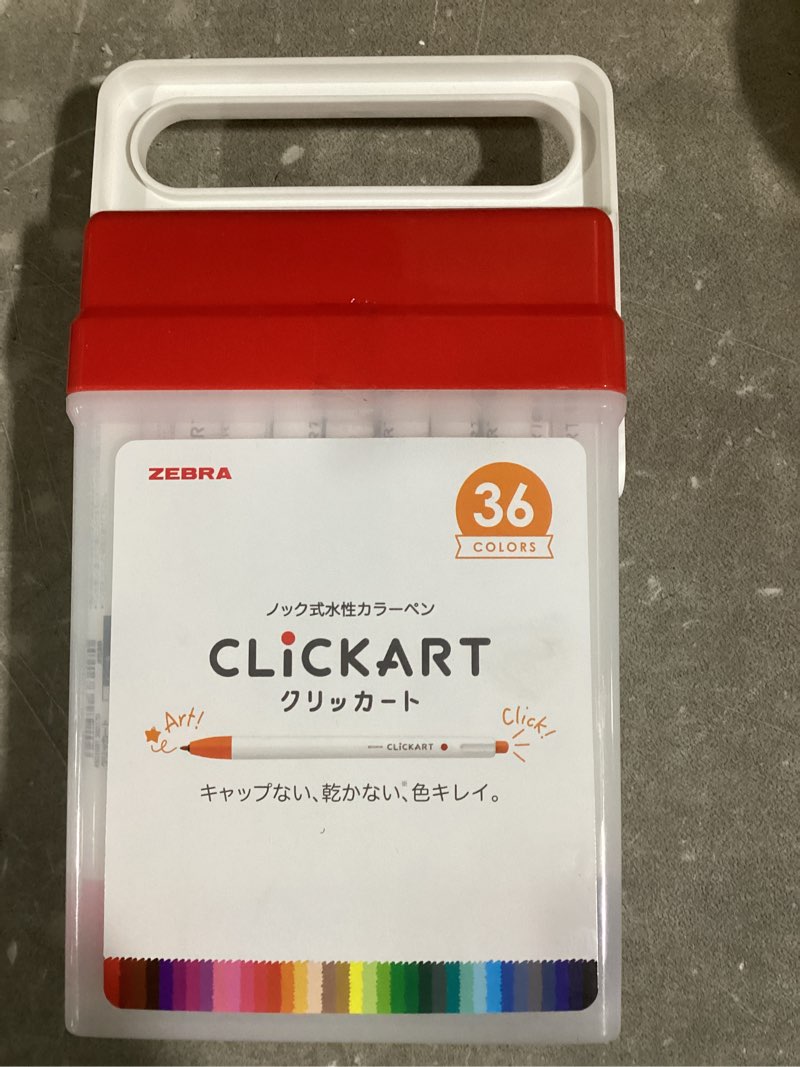 ZEBRA
36
COLORS
ノック式水性カラーペン
CLiCKART
クリッカート
Art!
Click!
CLiCKART
キャップない、乾かない※、色キレイ。